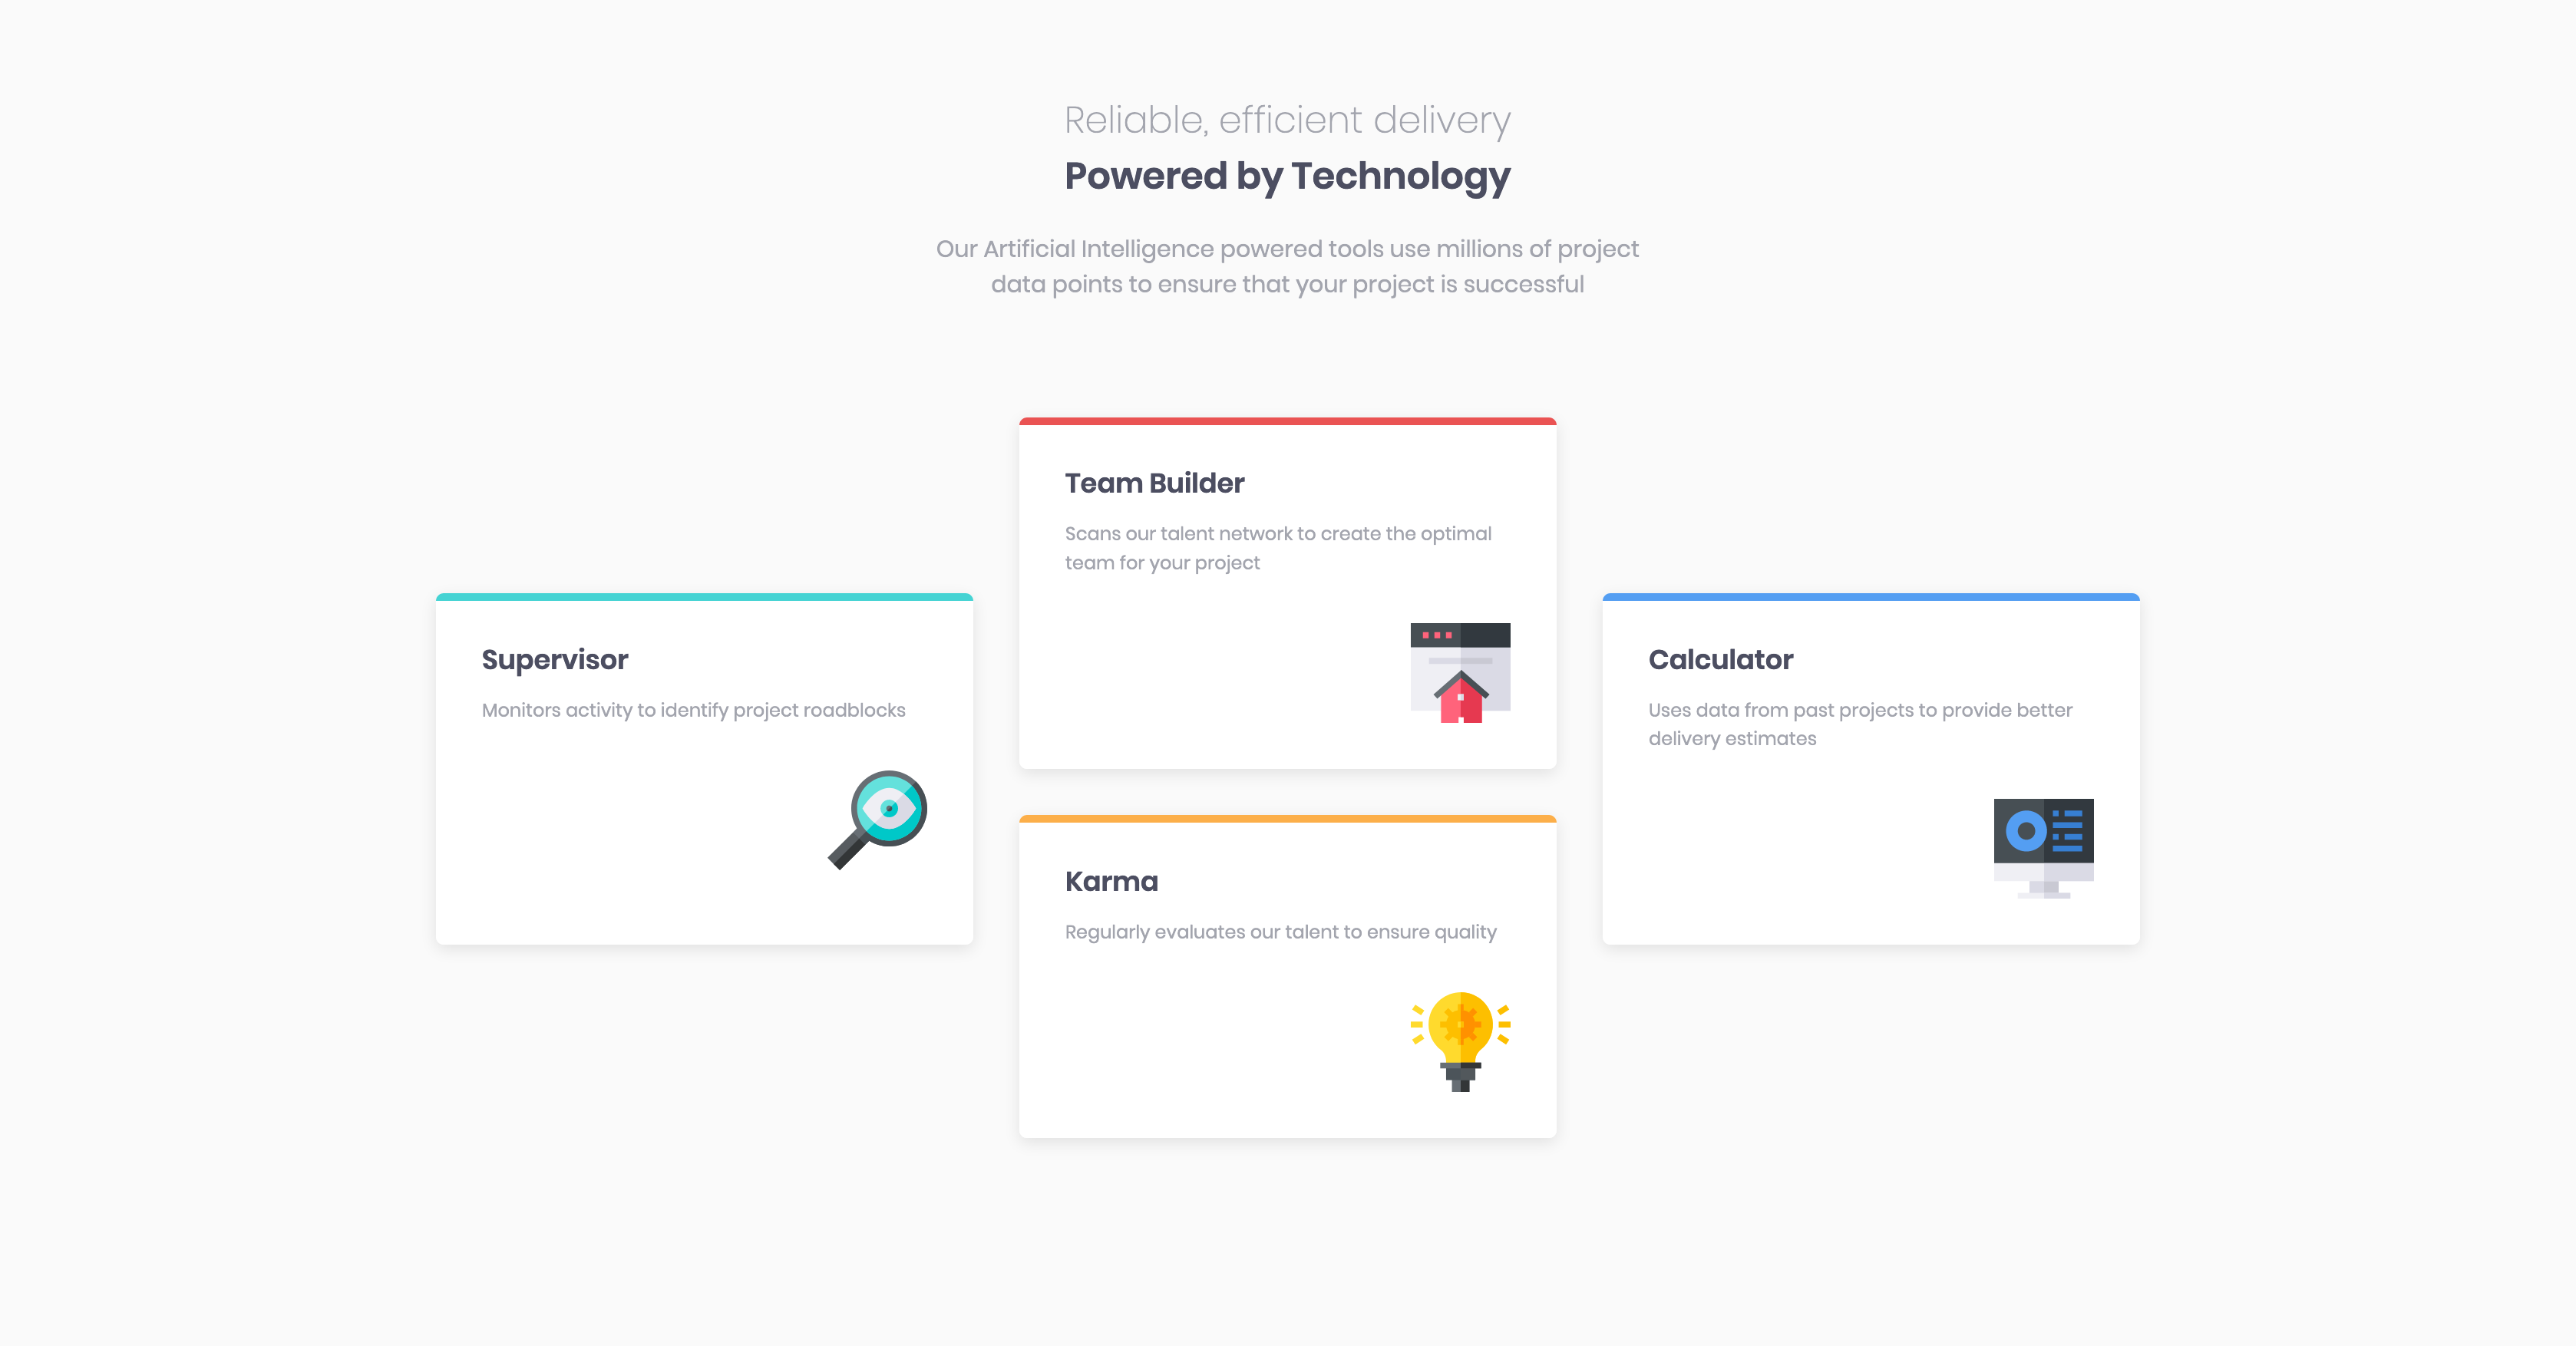 Reliable, efficient delivery
Powered by Technology
Our Artificial Intelligence powered tools use millions of project
data points to ensure that your project is successful
Supervisor
Monitors activity to identify project roadblocks
Team Builder
Scans our talent network to create the optimal
team for your project
Karma
Regularly evaluates our talent to ensure quality
Calculator
Uses data from past projects to provide better
delivery estimates